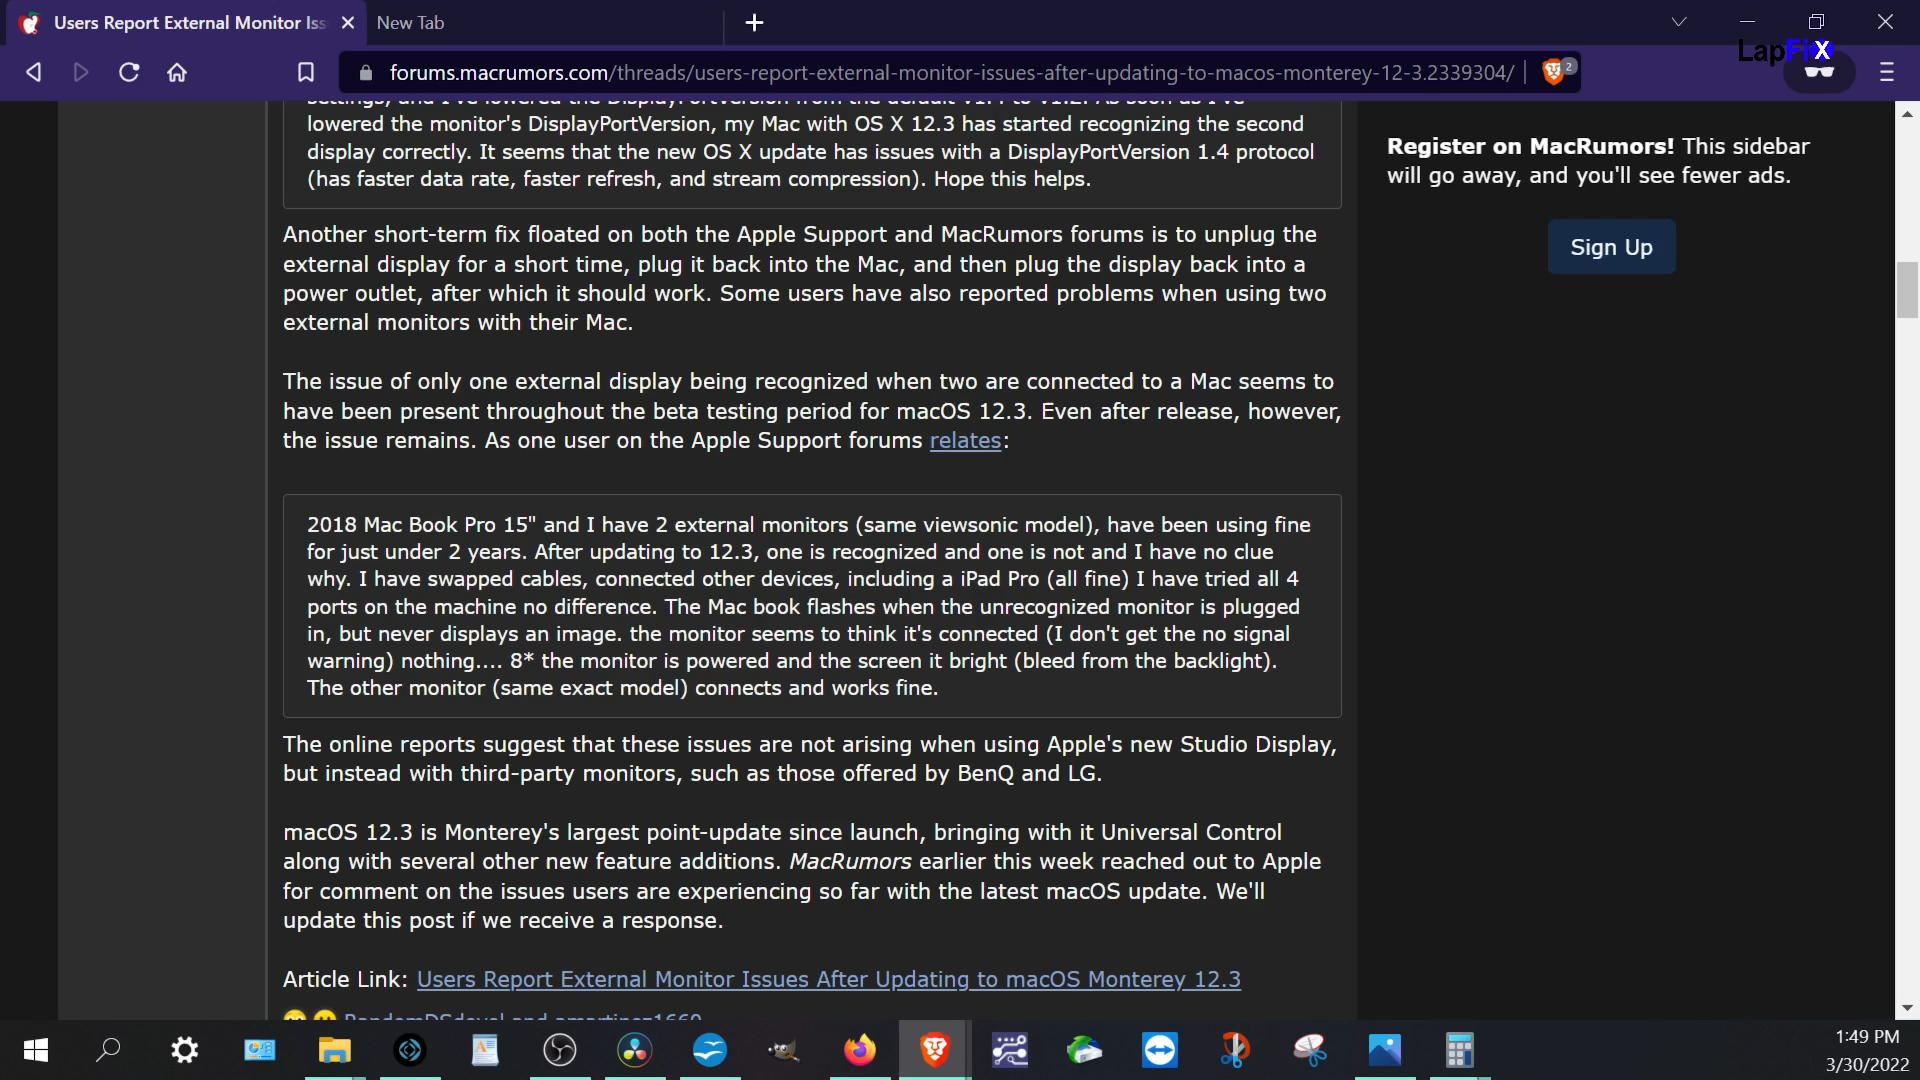 Users Report External Monitor Iss
New Tab
LapFiX
forums.macrumors.com/threads/users-report-external-monitor-issues-after-updating-to-macos-monterey-12-3.2339304/
2
settings, and I've lowered the DisplayPortVersion from the default v1.4 to v1.2. As soon as I've
lowered the monitor's DisplayPortVersion, my Mac with OS X 12.3 has started recognizing the second
display correctly. It seems that the new OS X update has issues with a DisplayPortVersion 1.4 protocol
(has faster data rate, faster refresh, and stream compression). Hope this helps.
Another short-term fix floated on both the Apple Support and MacRumors forums is to unplug the
external display for a short time, plug it back into the Mac, and then plug the display back into a
power outlet, after which it should work. Some users have also reported problems when using two
external monitors with their Mac.
The issue of only one external display being recognized when two are connected to a Mac seems to
have been present throughout the beta testing period for macOS 12.3. Even after release, however,
the issue remains. As one user on the Apple Support forums relates:
2018 Mac Book Pro 15" and I have 2 external monitors (same viewsonic model), have been using fine
for just under 2 years. After updating to 12.3, one is recognized and one is not and I have no clue
why. I have swapped cables, connected other devices, including a iPad Pro (all fine) I have tried all 4
ports on the machine no difference. The Mac book flashes when the unrecognized monitor is plugged
in, but never displays an image. the monitor seems to think it's connected (I don't get the no signal
warning) nothing.... 8* the monitor is powered and the screen it bright (bleed from the backlight).
The other monitor (same exact model) connects and works fine.
The online reports suggest that these issues are not arising when using Apple's new Studio Display,
but instead with third-party monitors, such as those offered by BenQ and LG.
macOS 12.3 is Monterey's largest point-update since launch, bringing with it Universal Control
along with several other new feature additions. MacRumors earlier this week reached out to Apple
for comment on the issues users are experiencing so far with the latest macOS update. We'll
update this post if we receive a response.
Article Link: Users Report External Monitor Issues After Updating to macOS Monterey 12.3
Register on MacRumors! This sidebar
will go away, and you'll see fewer ads.
Sign Up
1:49 PM
3/30/2022